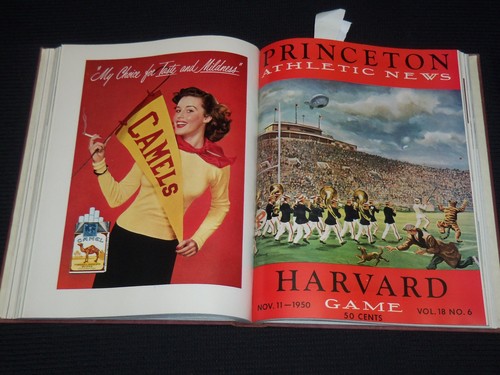 "My Choice for Taste and Mildness"
CAMELS
CAMEL
PRINCETON
ATHLETIC NEWS
HARVARD
NOV. 11—1950
GAME
VOL. 18 NO. 6
50 CENTS